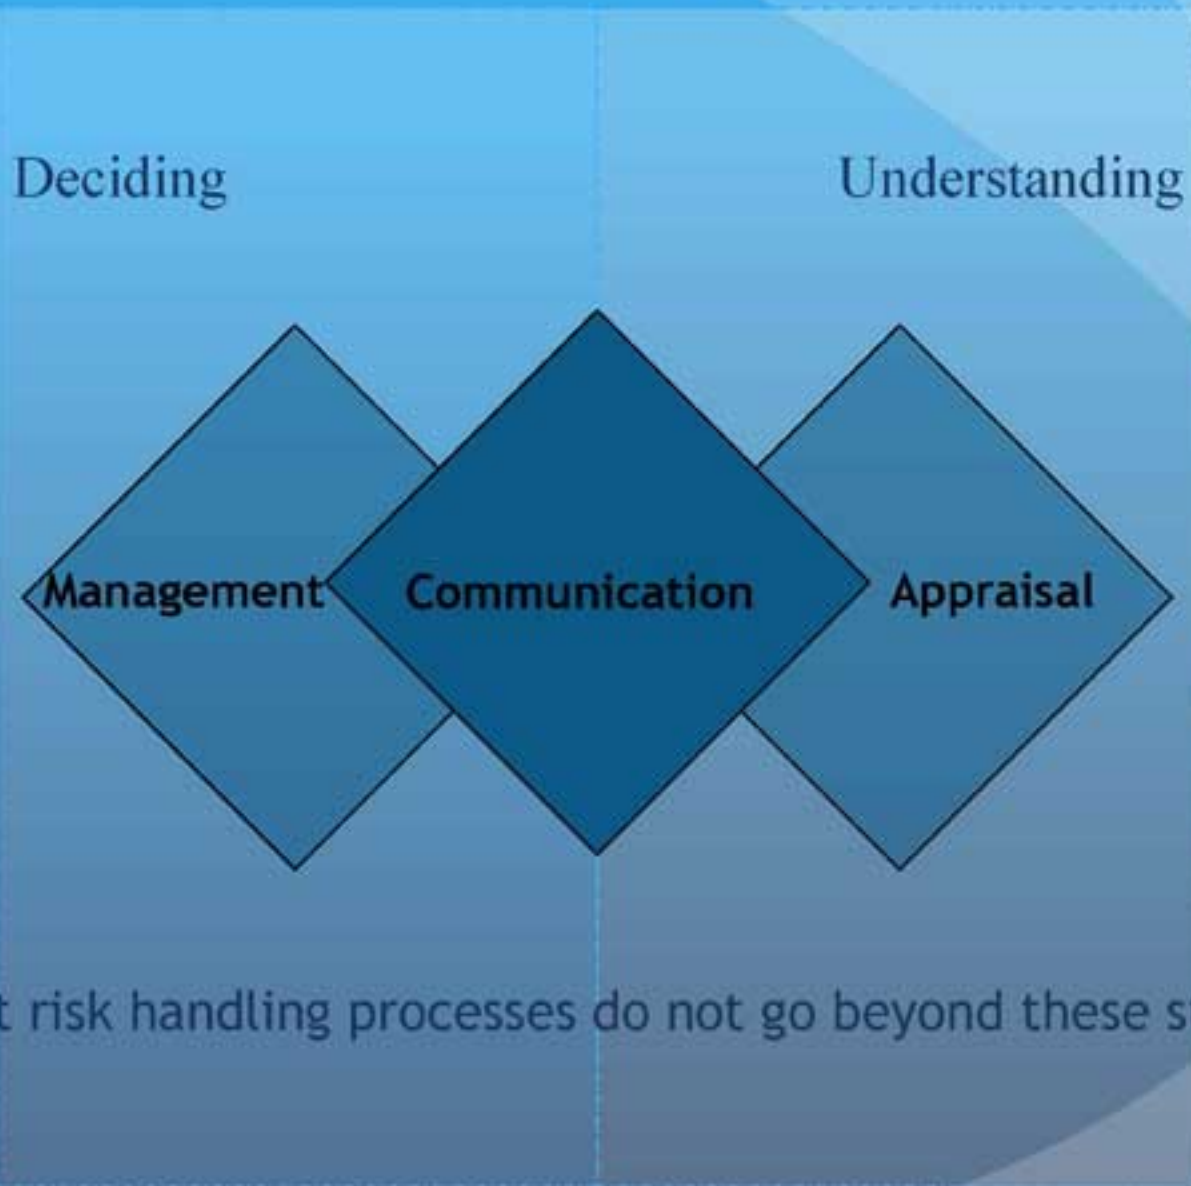 Deciding Understanding
Management Communication Appraisal
risk handling processes do not go beyond these